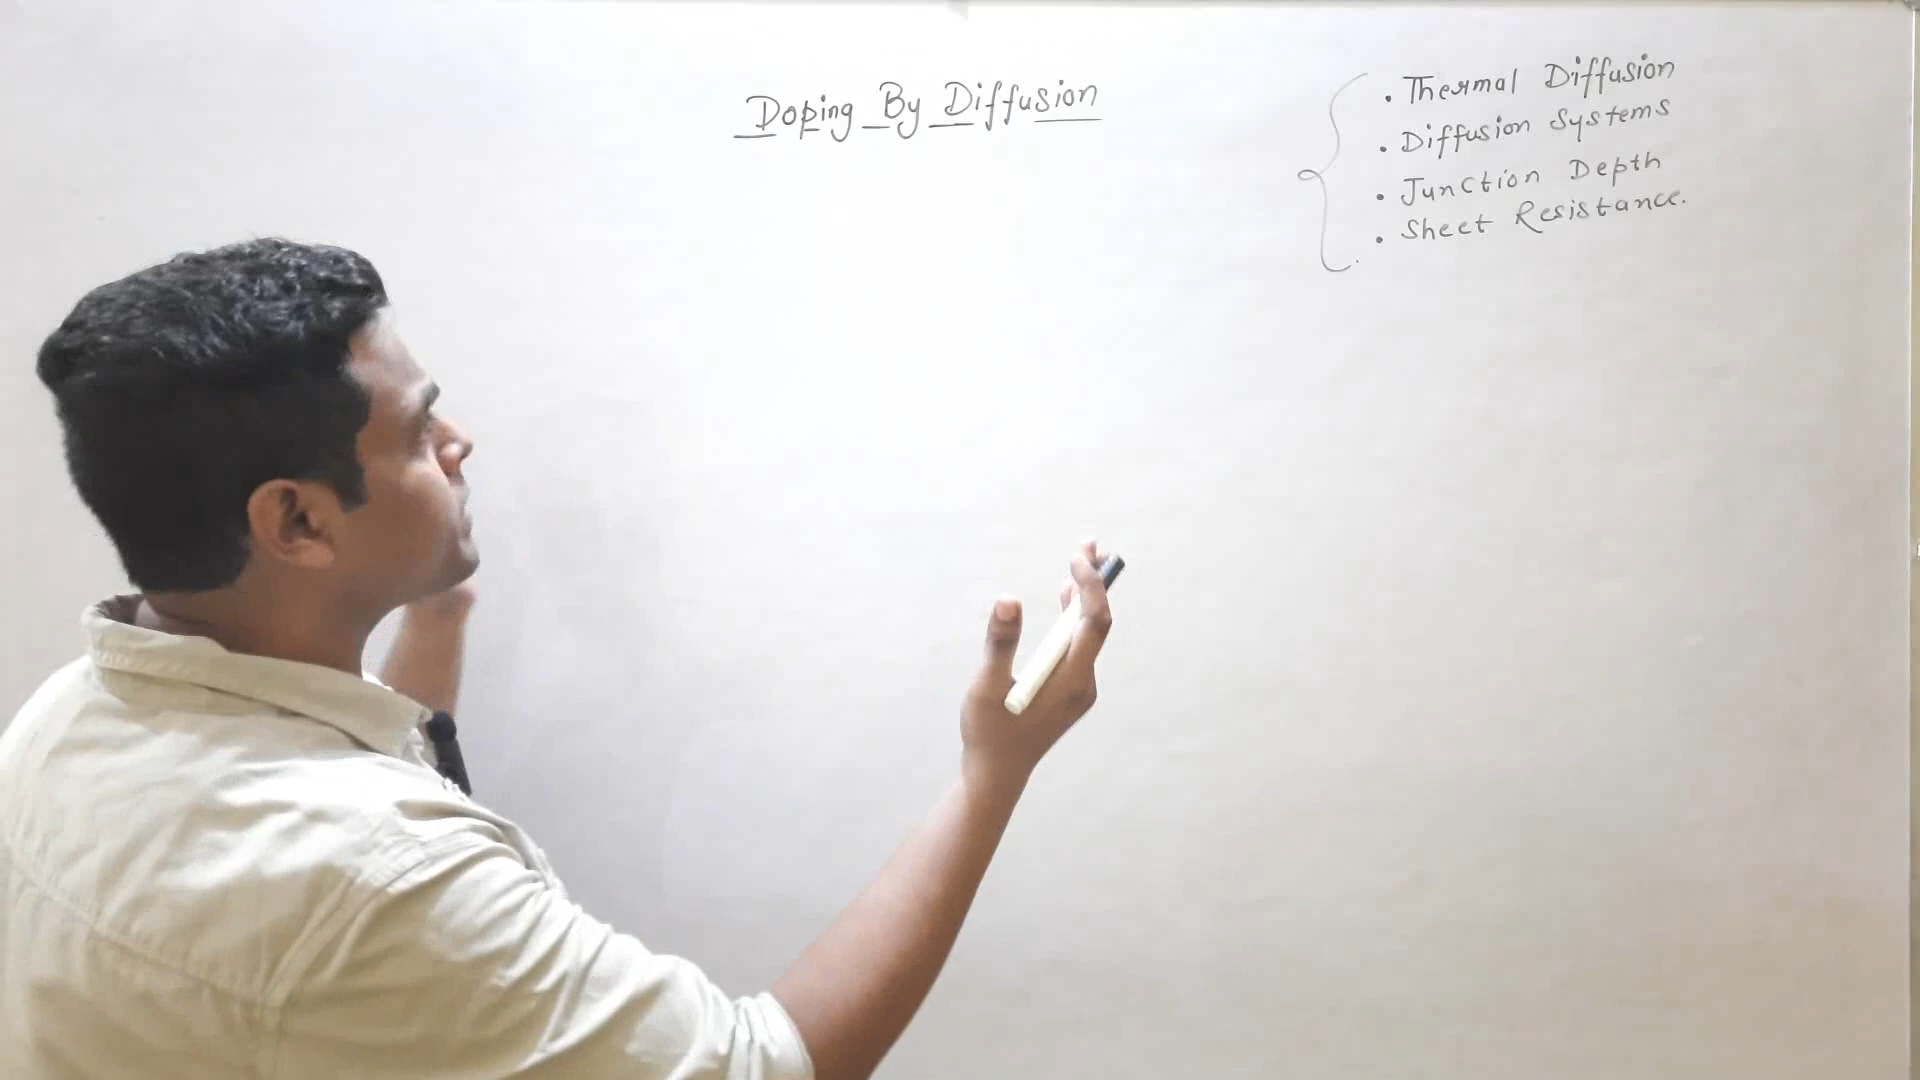 Doping By Diffusion
• Thermal Diffusion
• Diffusion Systems
• Junction Depth
• Sheet Resistance.